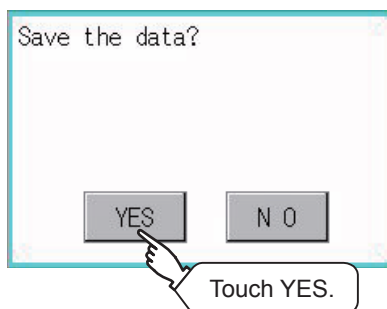 Save the data?
YES
N O
Touch YES.